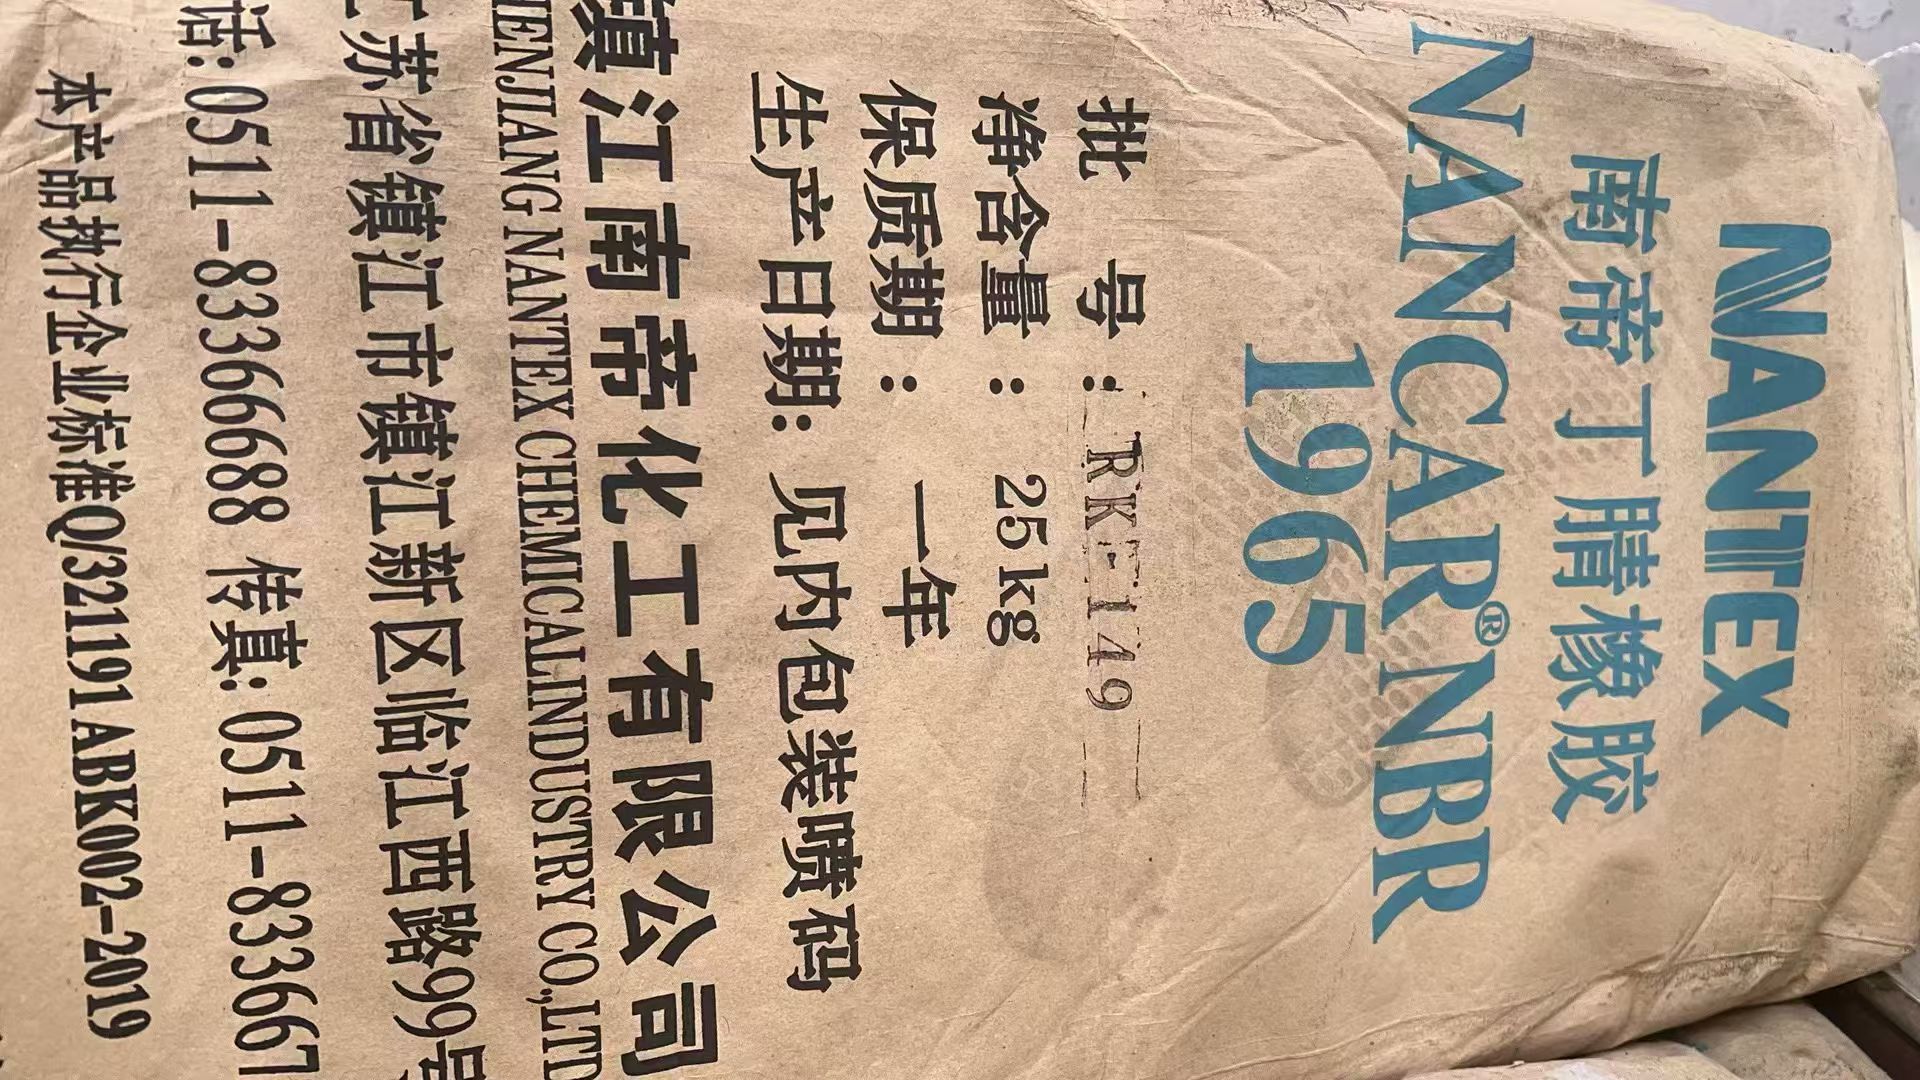 NANTEX
南帝丁腈橡胶
NANCAR® NBR
1965
批 号: RK-149
净含量: 25kg
保质期: 一年
生产日期: 见内包装喷码
镇江南帝化工有限公司
HENJIANG NANTEX CHEMICAL INDUSTRY CO.,LTD
江苏省镇江市镇江新区临江西路99号
话: 0511-83366688 传真: 0511-833667
本产品执行企业标准Q/321191 ABK002-2019